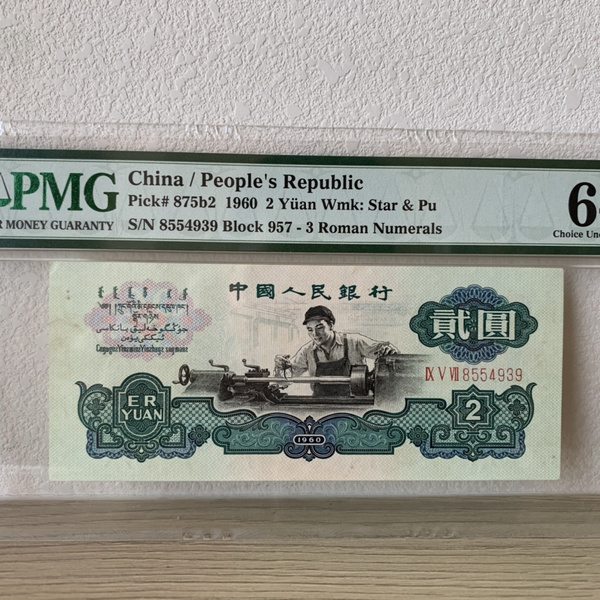 PMG
MONEY GUARANTY
China / People's Republic
Pick# 875b2 1960 2 Yüan Wmk: Star & Pu
S/N 8554939 Block 957 - 3 Roman Numerals
6
Choice Unc
中國人民銀行
貳圓
IX V VII 8554939
ER
YUAN
1960
2